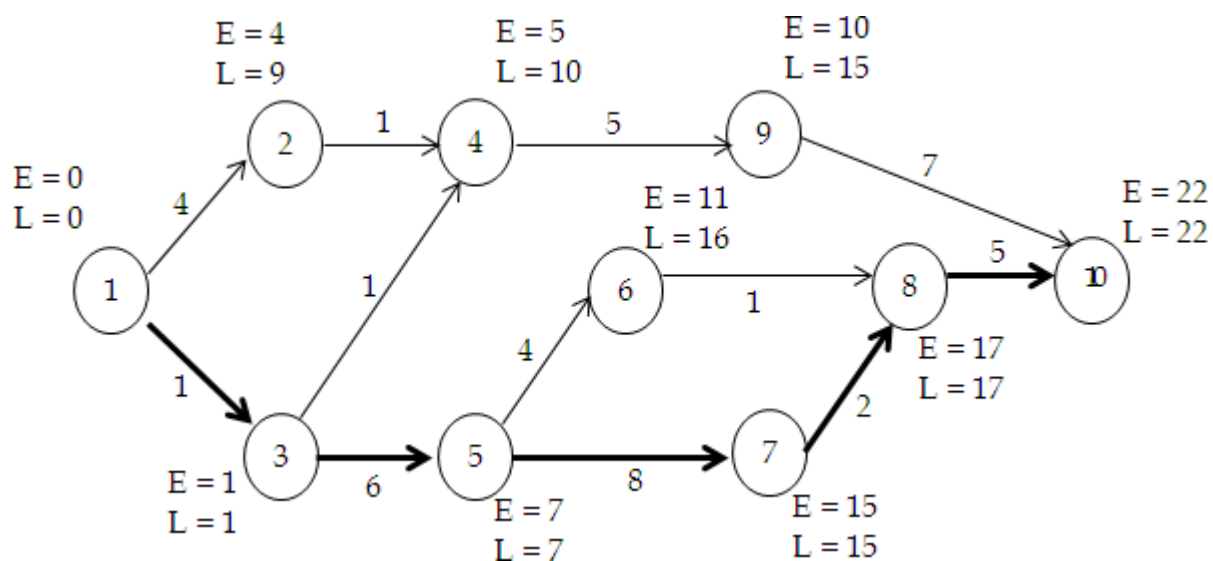 E = 4
L = 9
E = 5
L = 10
E = 10
L = 15
1
5
2
4
9
E = 0
L = 0
4
7
E = 11
L = 16
E = 22
L = 22
1
1
6
1
8
5
10
E = 17
L = 17
1
4
2
3
6
5
8
7
E = 1
L = 1
E = 7
L = 7
E = 15
L = 15